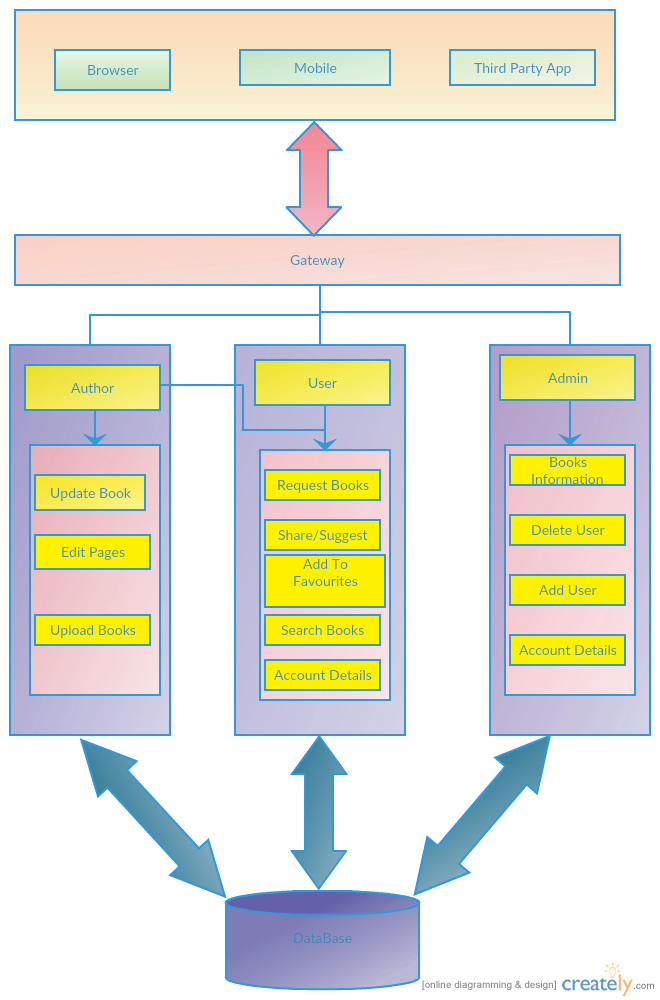 Browser
Mobile
Third Party App
Gateway
Author
User
Admin
Update Book
Edit Pages
Upload Books
Request Books
Share/Suggest
Add To
Favourites
Search Books
Account Details
Books
Information
Delete User
Add User
Account Details
DataBase
[online diagramming & design] creately.com